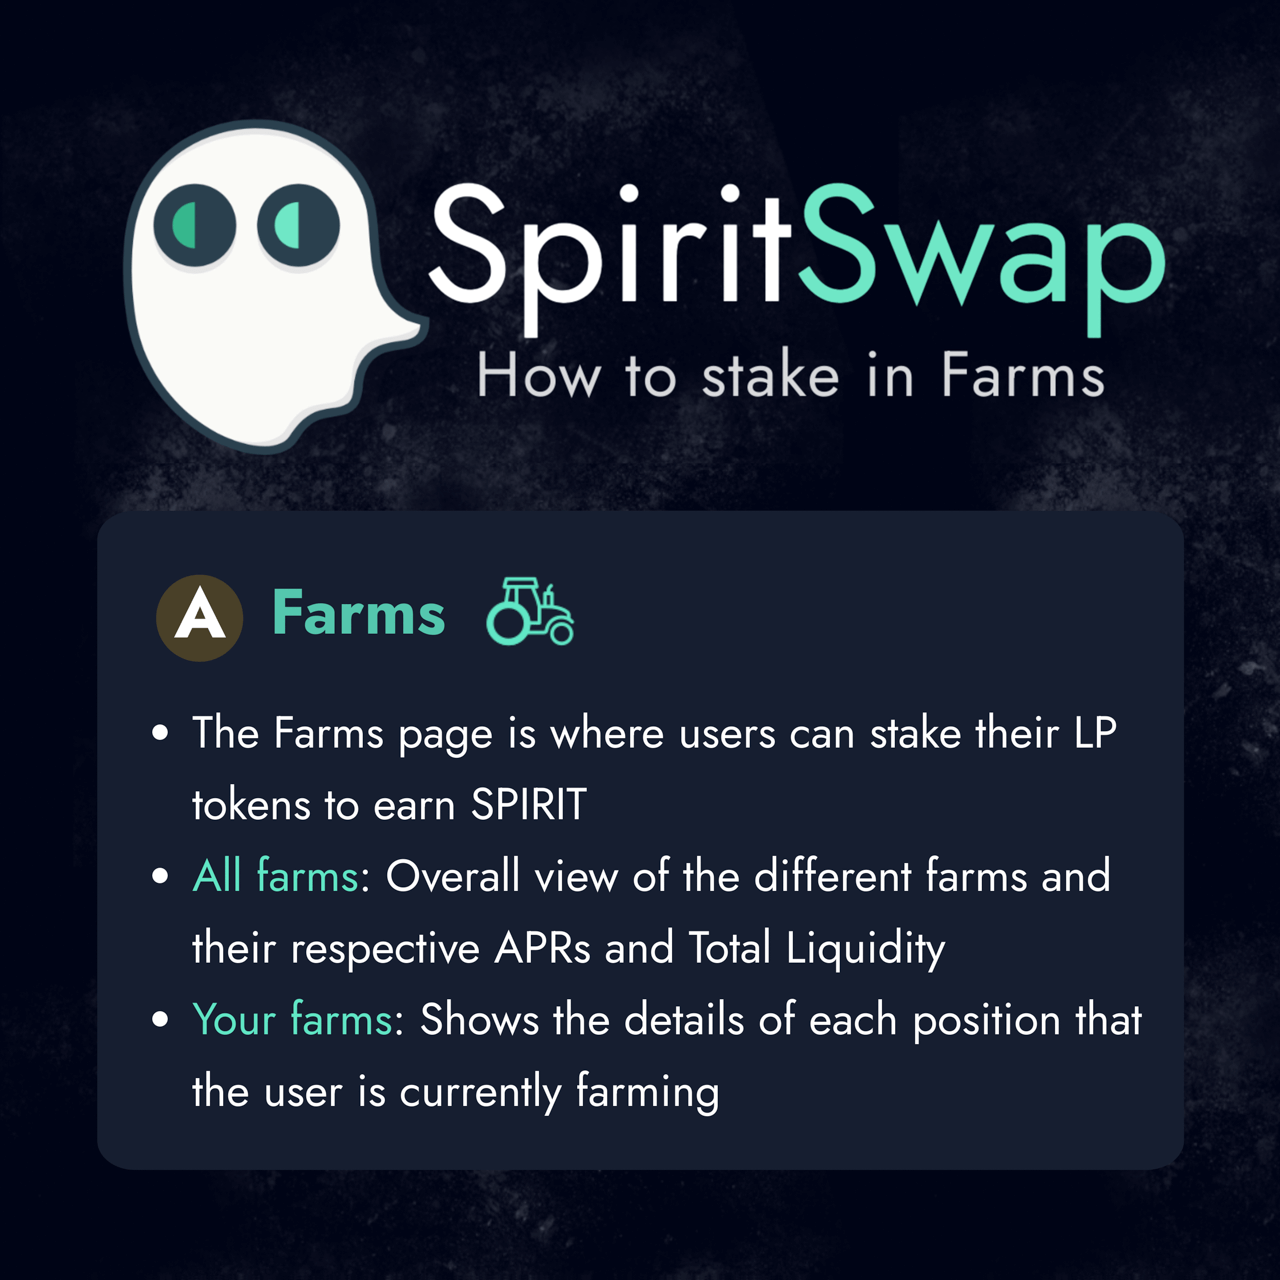 SpiritSwap
How to stake in Farms
A Farms
• The Farms page is where users can stake their LP
tokens to earn SPIRIT
• All farms: Overall view of the different farms and
their respective APRs and Total Liquidity
• Your farms: Shows the details of each position that
the user is currently farming